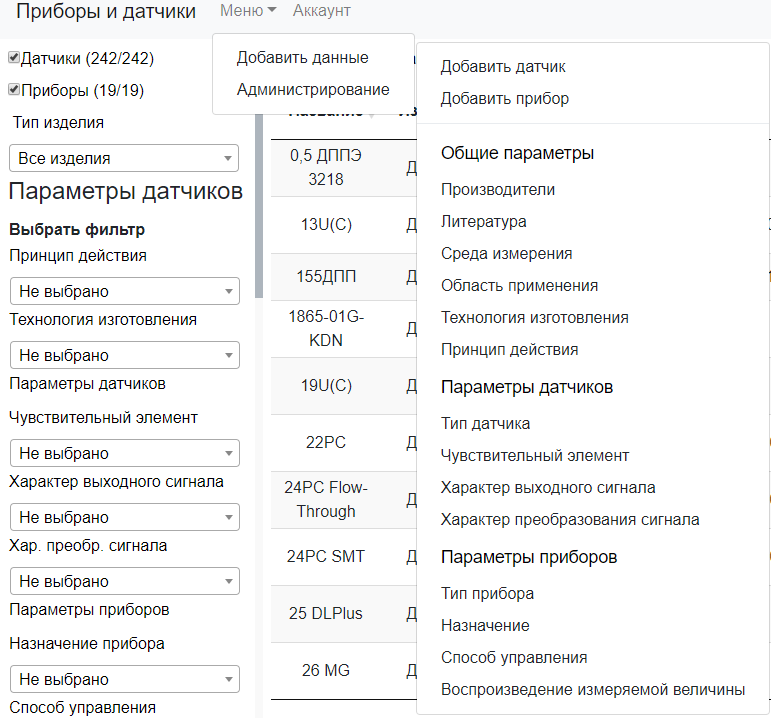 Приборы и датчики
Меню
Аккаунт
Добавить данные
Администрирование
Датчики (242/242)
Приборы (19/19)
Тип изделия
Все изделия
Параметры датчиков
Выбрать фильтр
Принцип действия
Не выбрано
Технология изготовления
Не выбрано
Параметры датчиков
Чувствительный элемент
Не выбрано
Характер выходного сигнала
Не выбрано
Хар. преобр. сигнала
Не выбрано
Параметры приборов
Назначение прибора
Не выбрано
Способ управления
0,5 ДППЭ
3218
13U(C)
155ДПП
1865-01G-
KDN
19U(C)
22PC
24PC Flow-
Through
24PC SMT
25 DLPlus
26 MG
Добавить датчик
Добавить прибор
Общие параметры
Производители
Литература
Среда измерения
Область применения
Технология изготовления
Принцип действия
Параметры датчиков
Тип датчика
Чувствительный элемент
Характер выходного сигнала
Характер преобразования сигнала
Параметры приборов
Тип прибора
Назначение
Способ управления
Воспроизведение измеряемой величины